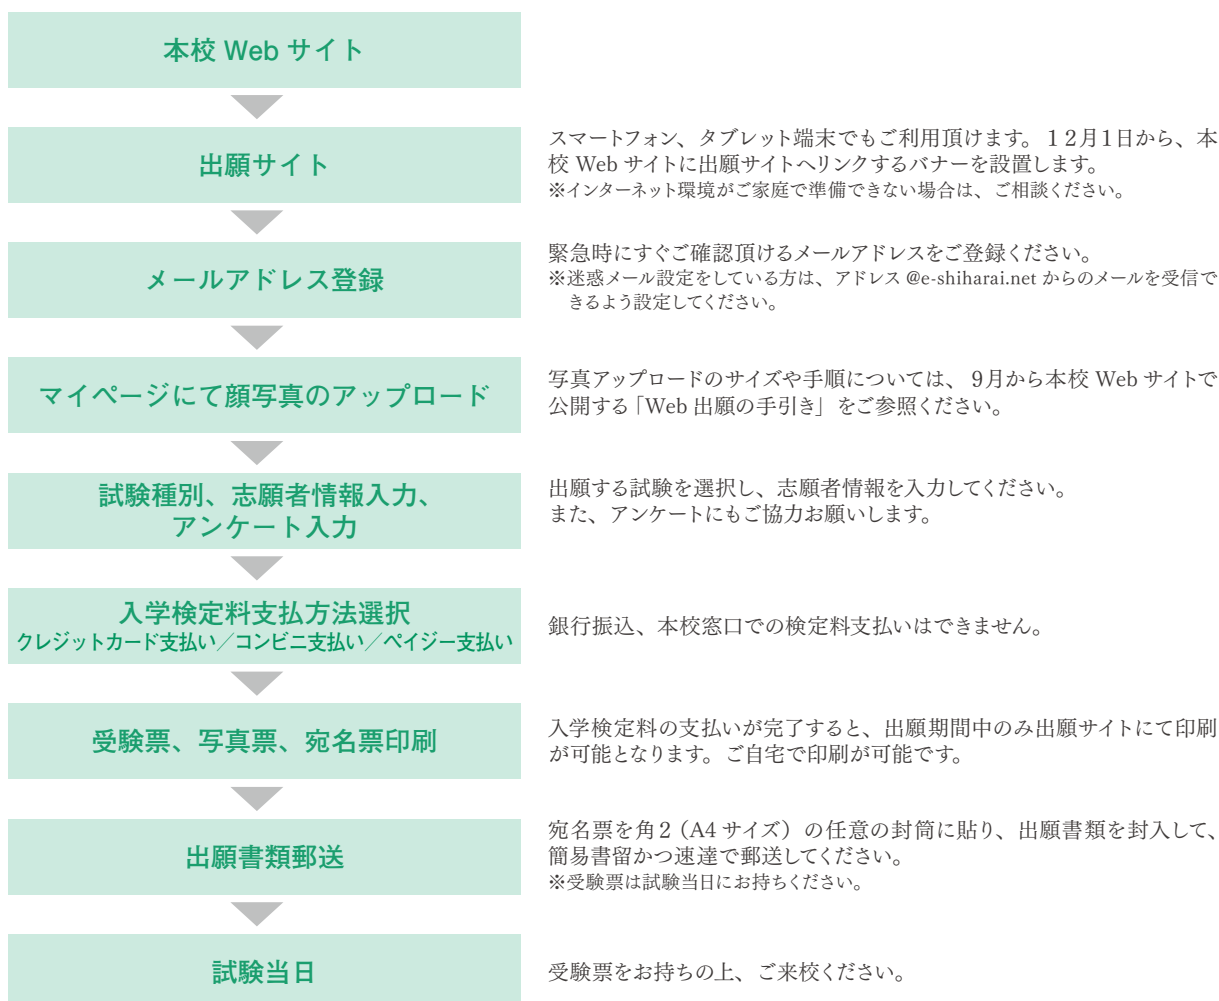 本校 Web サイト
出願サイト
スマートフォン、タブレット端末でもご利用頂けます。12月1日から、本
校 Web サイトに出願サイトへリンクするバナーを設置します。
※インターネット環境がご家庭で準備できない場合は、ご相談ください。
メールアドレス登録
緊急時にすぐご確認頂けるメールアドレスをご登録ください。
※迷惑メール設定をしている方は、アドレス @e-shiharai.net からのメールを受信で
きるよう設定してください。
マイページにて顔写真のアップロード
写真アップロードのサイズや手順については、9月から本校 Web サイトで
公開する「Web 出願の手引き」をご参照ください。
試験種別、志願者情報入力、
アンケート入力
出願する試験を選択し、志願者情報を入力してください。
また、アンケートにもご協力お願いします。
入学検定料支払方法選択
クレジットカード支払い／コンビニ支払い／ペイジー支払い
銀行振込、本校窓口での検定料支払いはできません。
受験票、写真票、宛名票印刷
入学検定料の支払いが完了すると、出願期間中のみ出願サイトにて印刷
が可能となります。ご自宅で印刷が可能です。
出願書類郵送
宛名票を角2（A4 サイズ）の任意の封筒に貼り、出願書類を封入して、
簡易書留かつ速達で郵送してください。
※受験票は試験当日にお持ちください。
試験当日
受験票をお持ちの上、ご来校ください。